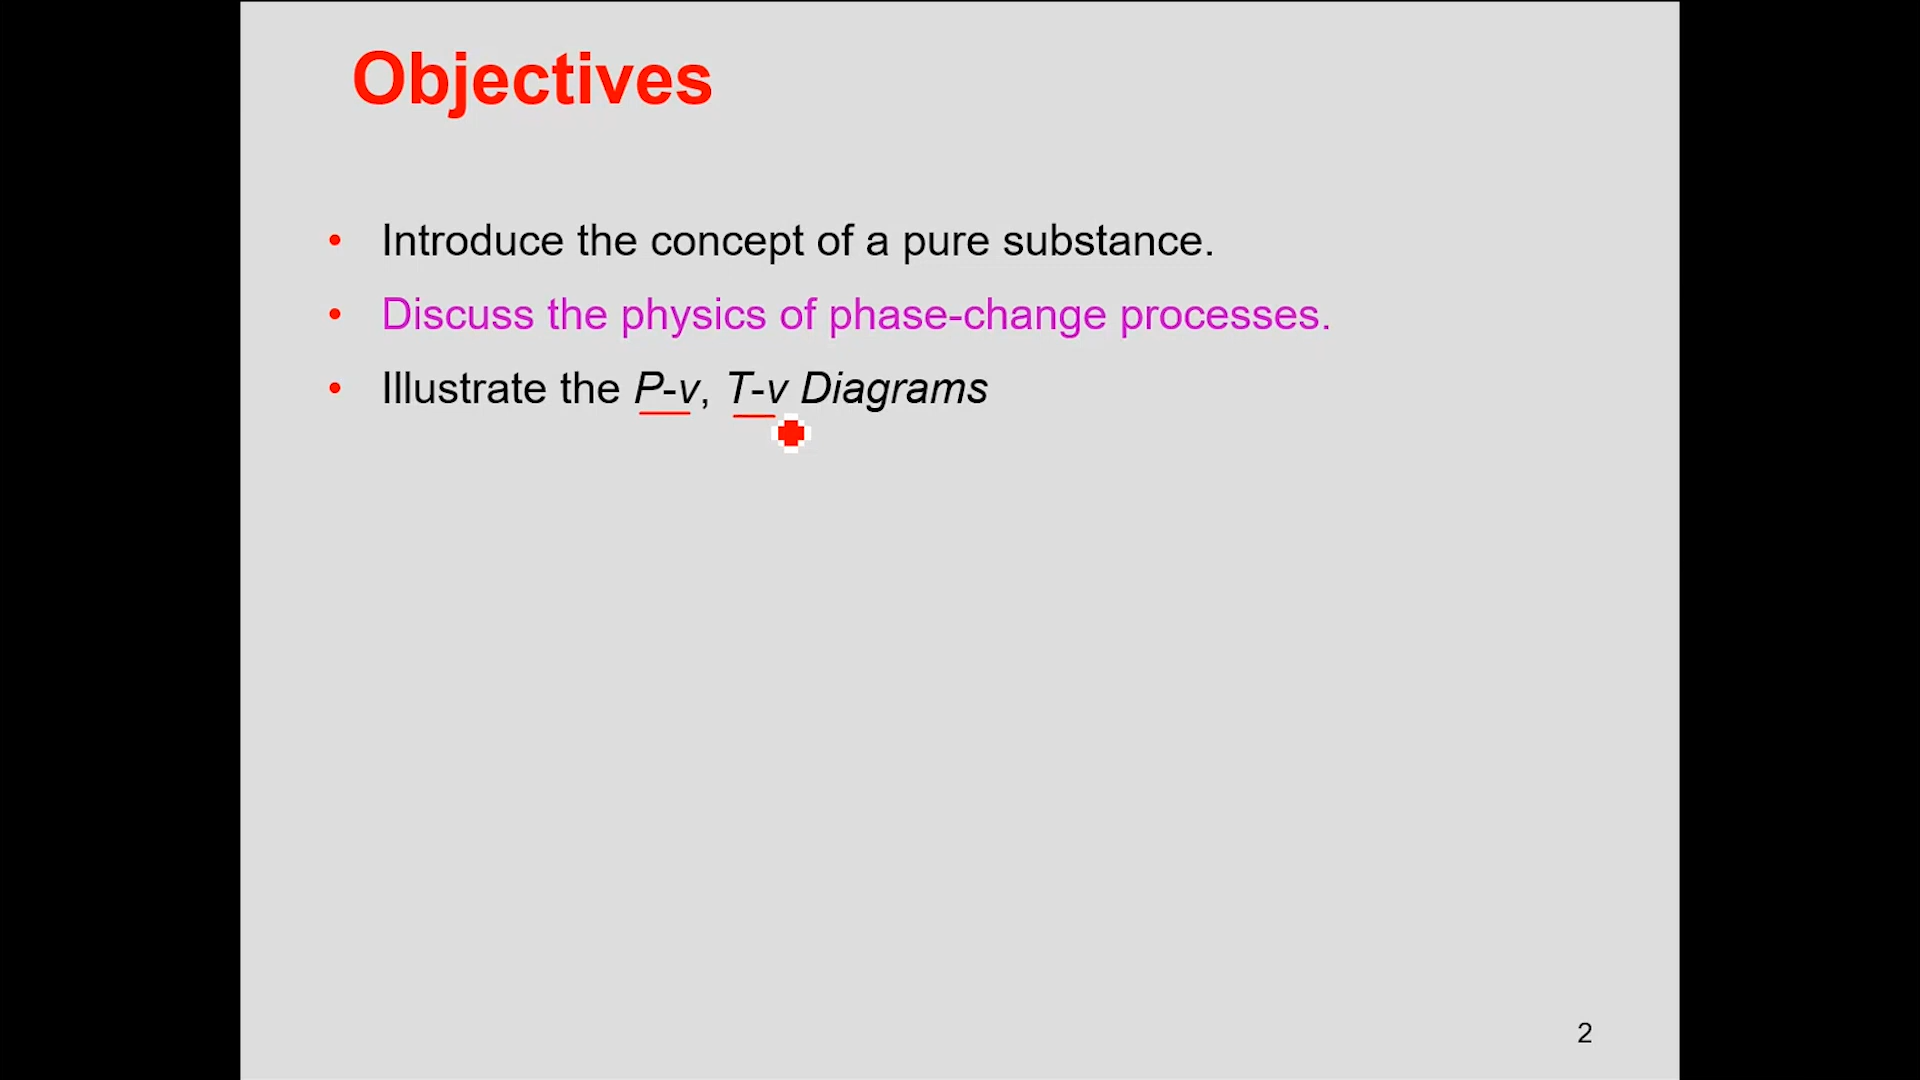 Objectives
• Introduce the concept of a pure substance.
• Discuss the physics of phase-change processes.
• Illustrate the P-v, T-v Diagrams
2